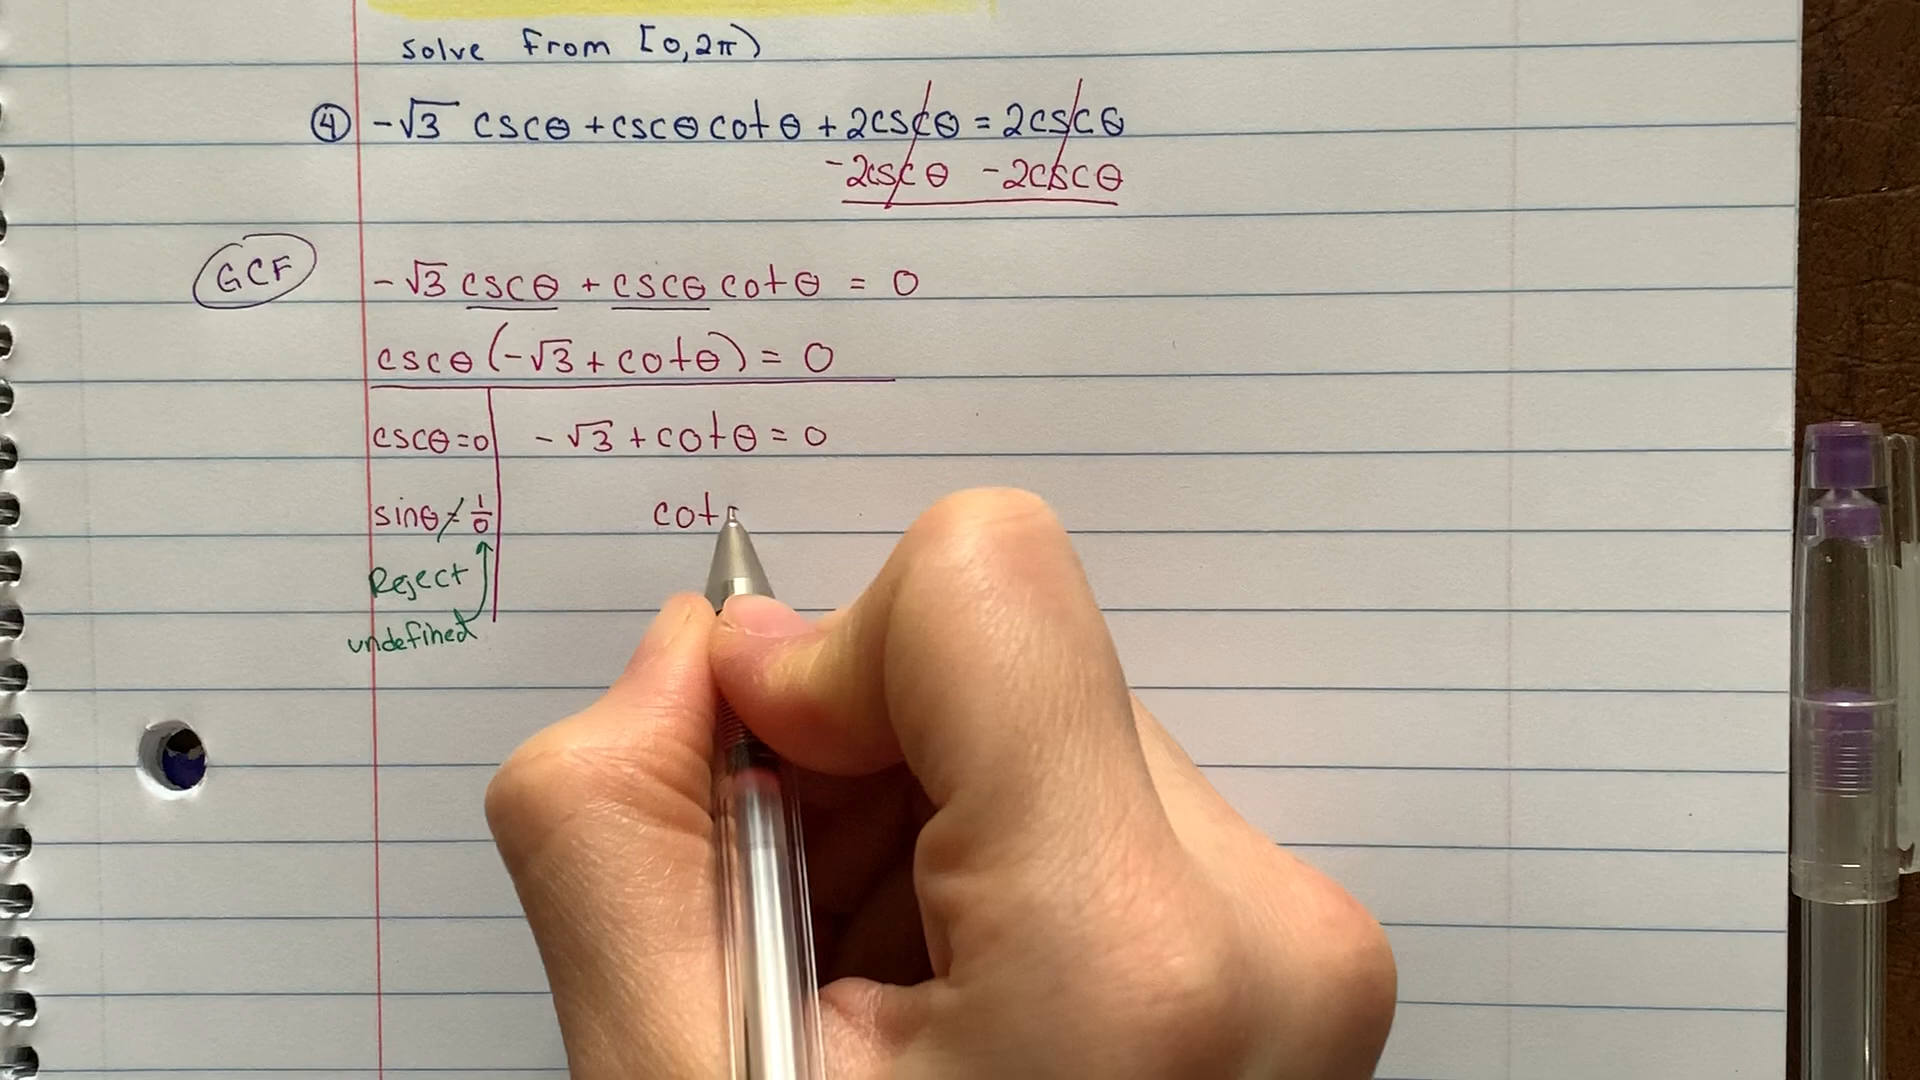 solve from [0,2π)
④ -√3 cscθ + cscθ cotθ + 2cscθ = 2cscθ
-2cscθ -2cscθ
GCF
-√3 cscθ + cscθ cotθ = 0
cscθ(-√3 + cotθ) = 0
cscθ=0 -√3 + cotθ = 0
sinθ≠1/0 cot
Reject
undefined